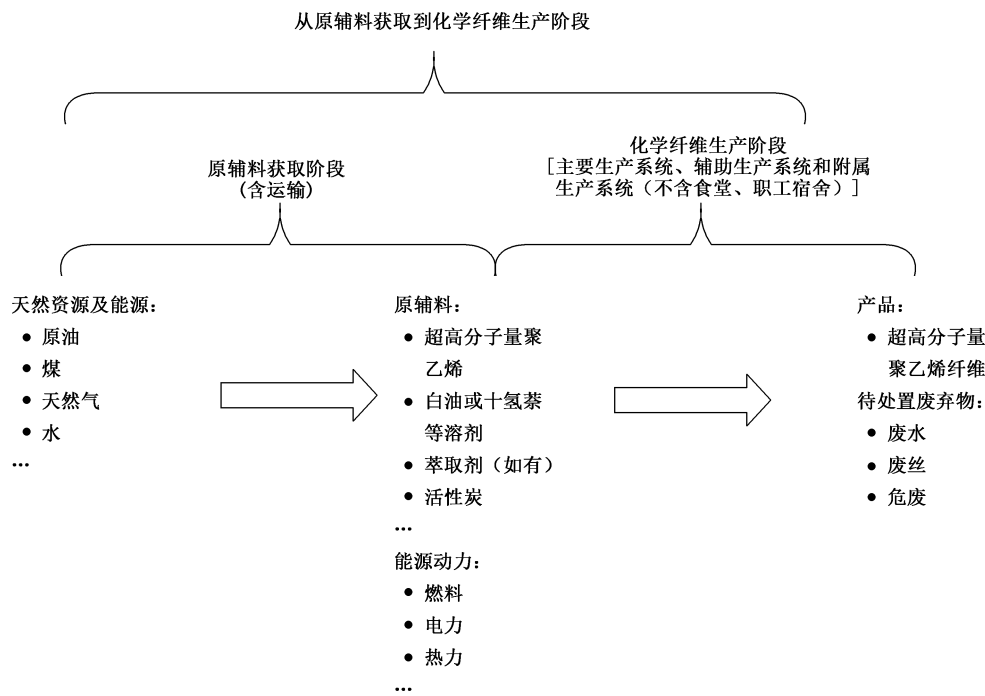 从原辅料获取到化学纤维生产阶段
原辅料获取阶段
(含运输)
化学纤维生产阶段
[主要生产系统、辅助生产系统和附属
生产系统（不含食堂、职工宿舍）]
天然资源及能源：
● 原油
● 煤
● 天然气
● 水
...
原辅料：
● 超高分子量聚
乙烯
● 白油或十氢萘
等溶剂
● 萃取剂（如有）
● 活性炭
...
能源动力：
● 燃料
● 电力
● 热力
...
产品：
● 超高分子量
聚乙烯纤维
待处置废弃物：
● 废水
● 废丝
● 危废